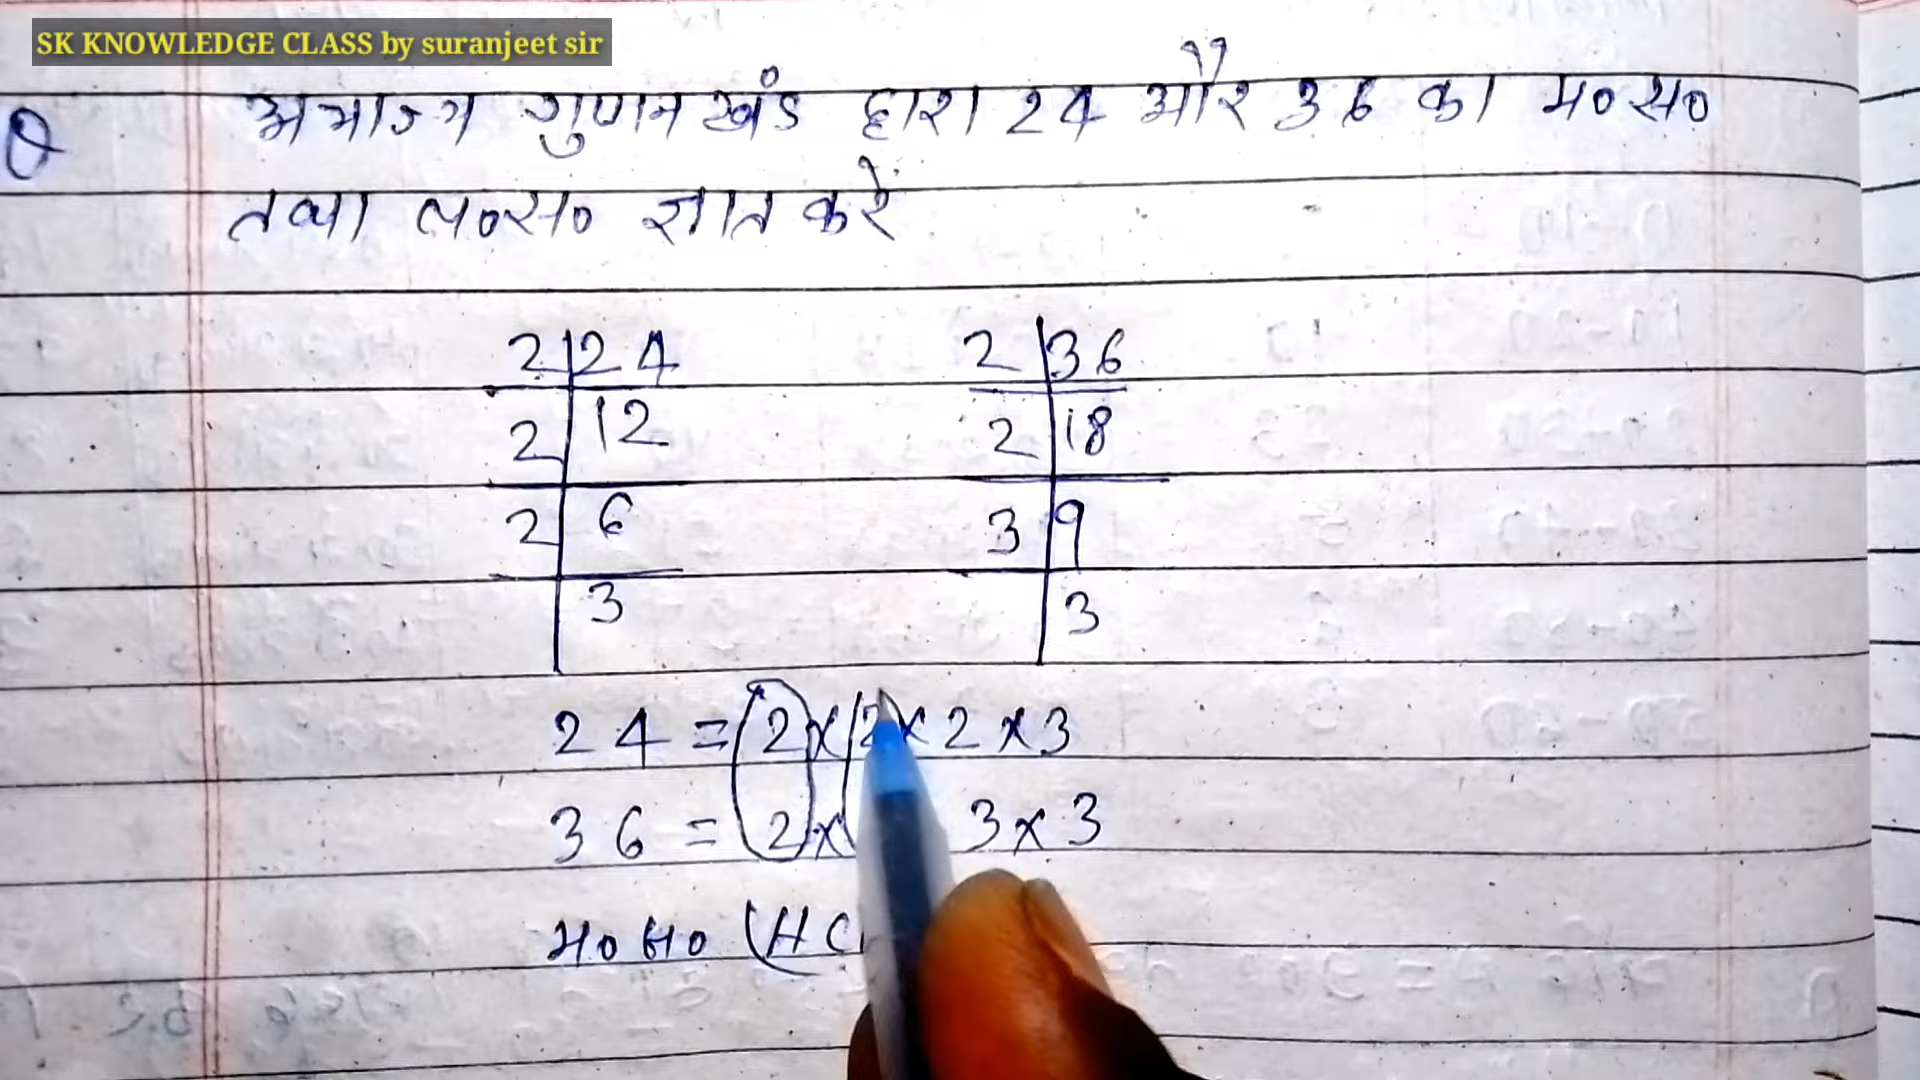 SK KNOWLEDGE CLASS by suranjeet sir
Q अभाज्य गुणनखंड द्वारा 24 और 36 का म०स०
तथा ल०स० ज्ञात करें
2 | 24    2 | 36
2 | 12    2 | 18
2 | 6    3 | 9
3    3
24 = 2 x 2 x 2 x 3
36 = 2 x 3 x 3
म० स० (HC